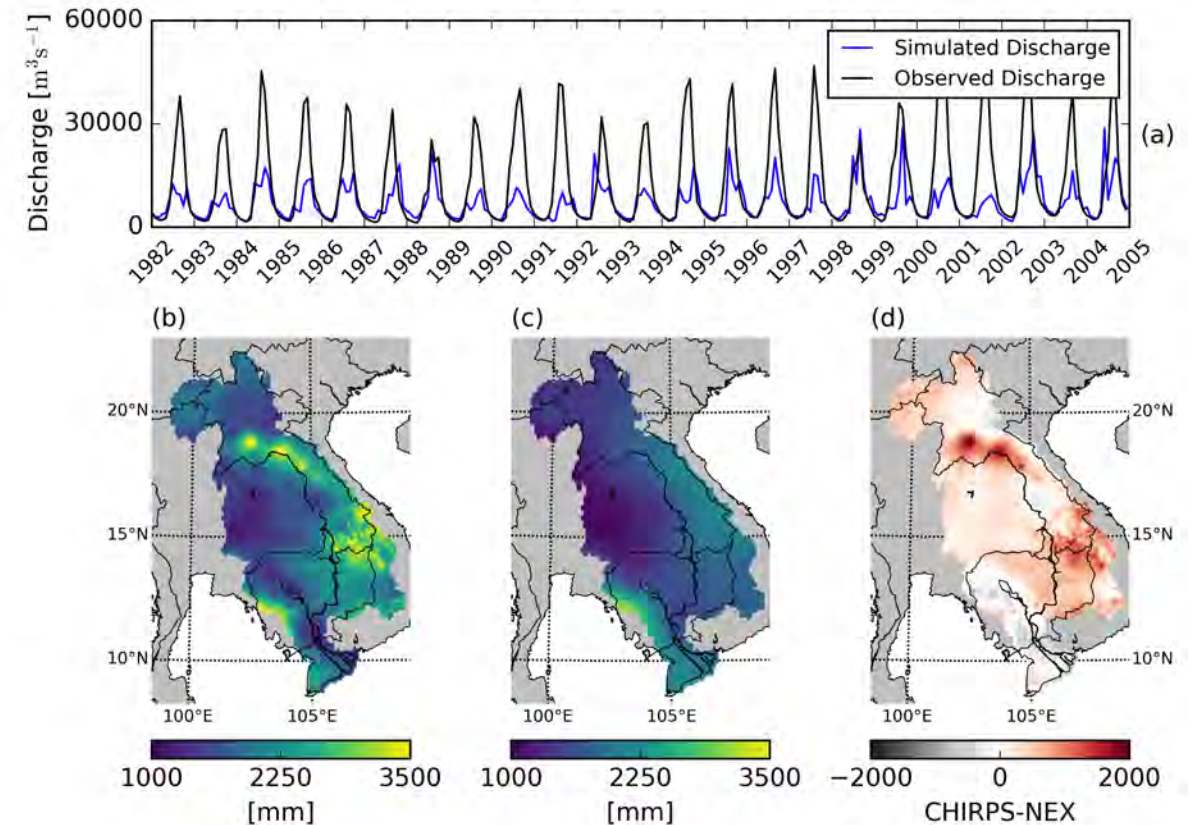 60000
30000
0
Discharge [m³s⁻¹]
Simulated Discharge
Observed Discharge
(a)
1982 1983 1984 1985 1986 1987 1988 1989 1990 1991 1992 1993 1994 1995 1996 1997 1998 1999 2000 2001 2002 2003 2004 2005
(b) (c) (d)
20°N 20°N
15°N 15°N
10°N 10°N
100°E 105°E 100°E 105°E 100°E 105°E
1000 2250 3500 1000 2250 3500 −2000 0 2000
[mm] [mm] CHIRPS-NEX